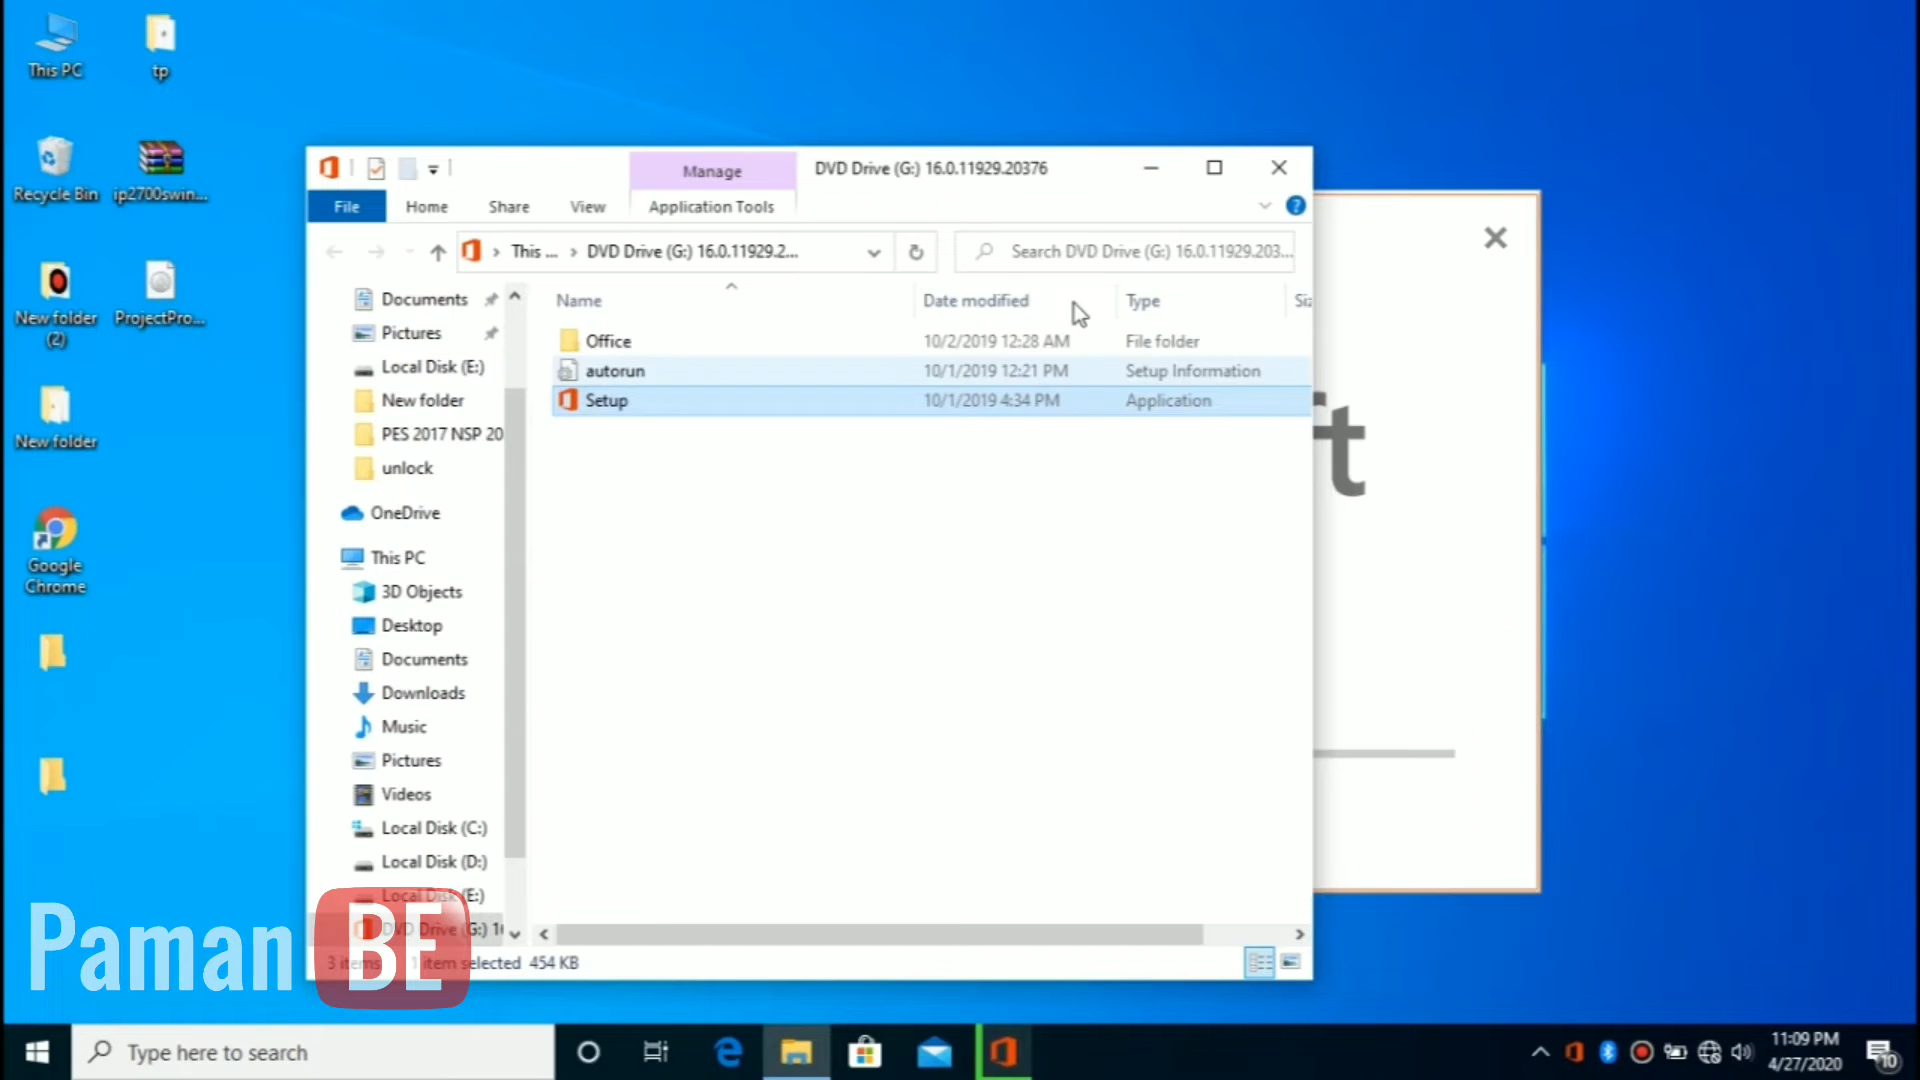 This PC
tp
Recycle Bin
ip2700swin...
New folder
(2)
ProjectPro...
New folder
Google
Chrome
Manage
DVD Drive (G:) 16.0.11929.20376
File
Home
Share
View
Application Tools
This ...
DVD Drive (G:) 16.0.11929.2...
Search DVD Drive (G:) 16.0.11929.203...
Name
Date modified
Type
Siz
Office
10/2/2019 12:28 AM
File folder
autorun
10/1/2019 12:21 PM
Setup Information
Setup
10/1/2019 4:34 PM
Application
Documents
Pictures
Local Disk (E:)
New folder
PES 2017 NSP 20
unlock
OneDrive
This PC
3D Objects
Desktop
Documents
Downloads
Music
Pictures
Videos
Local Disk (C:)
Local Disk (D:)
Local Disk (E:)
DVD Drive (G:) 16
3 items
1 item selected 454 KB
ft
Paman BE
Type here to search
11:09 PM
4/27/2020
10